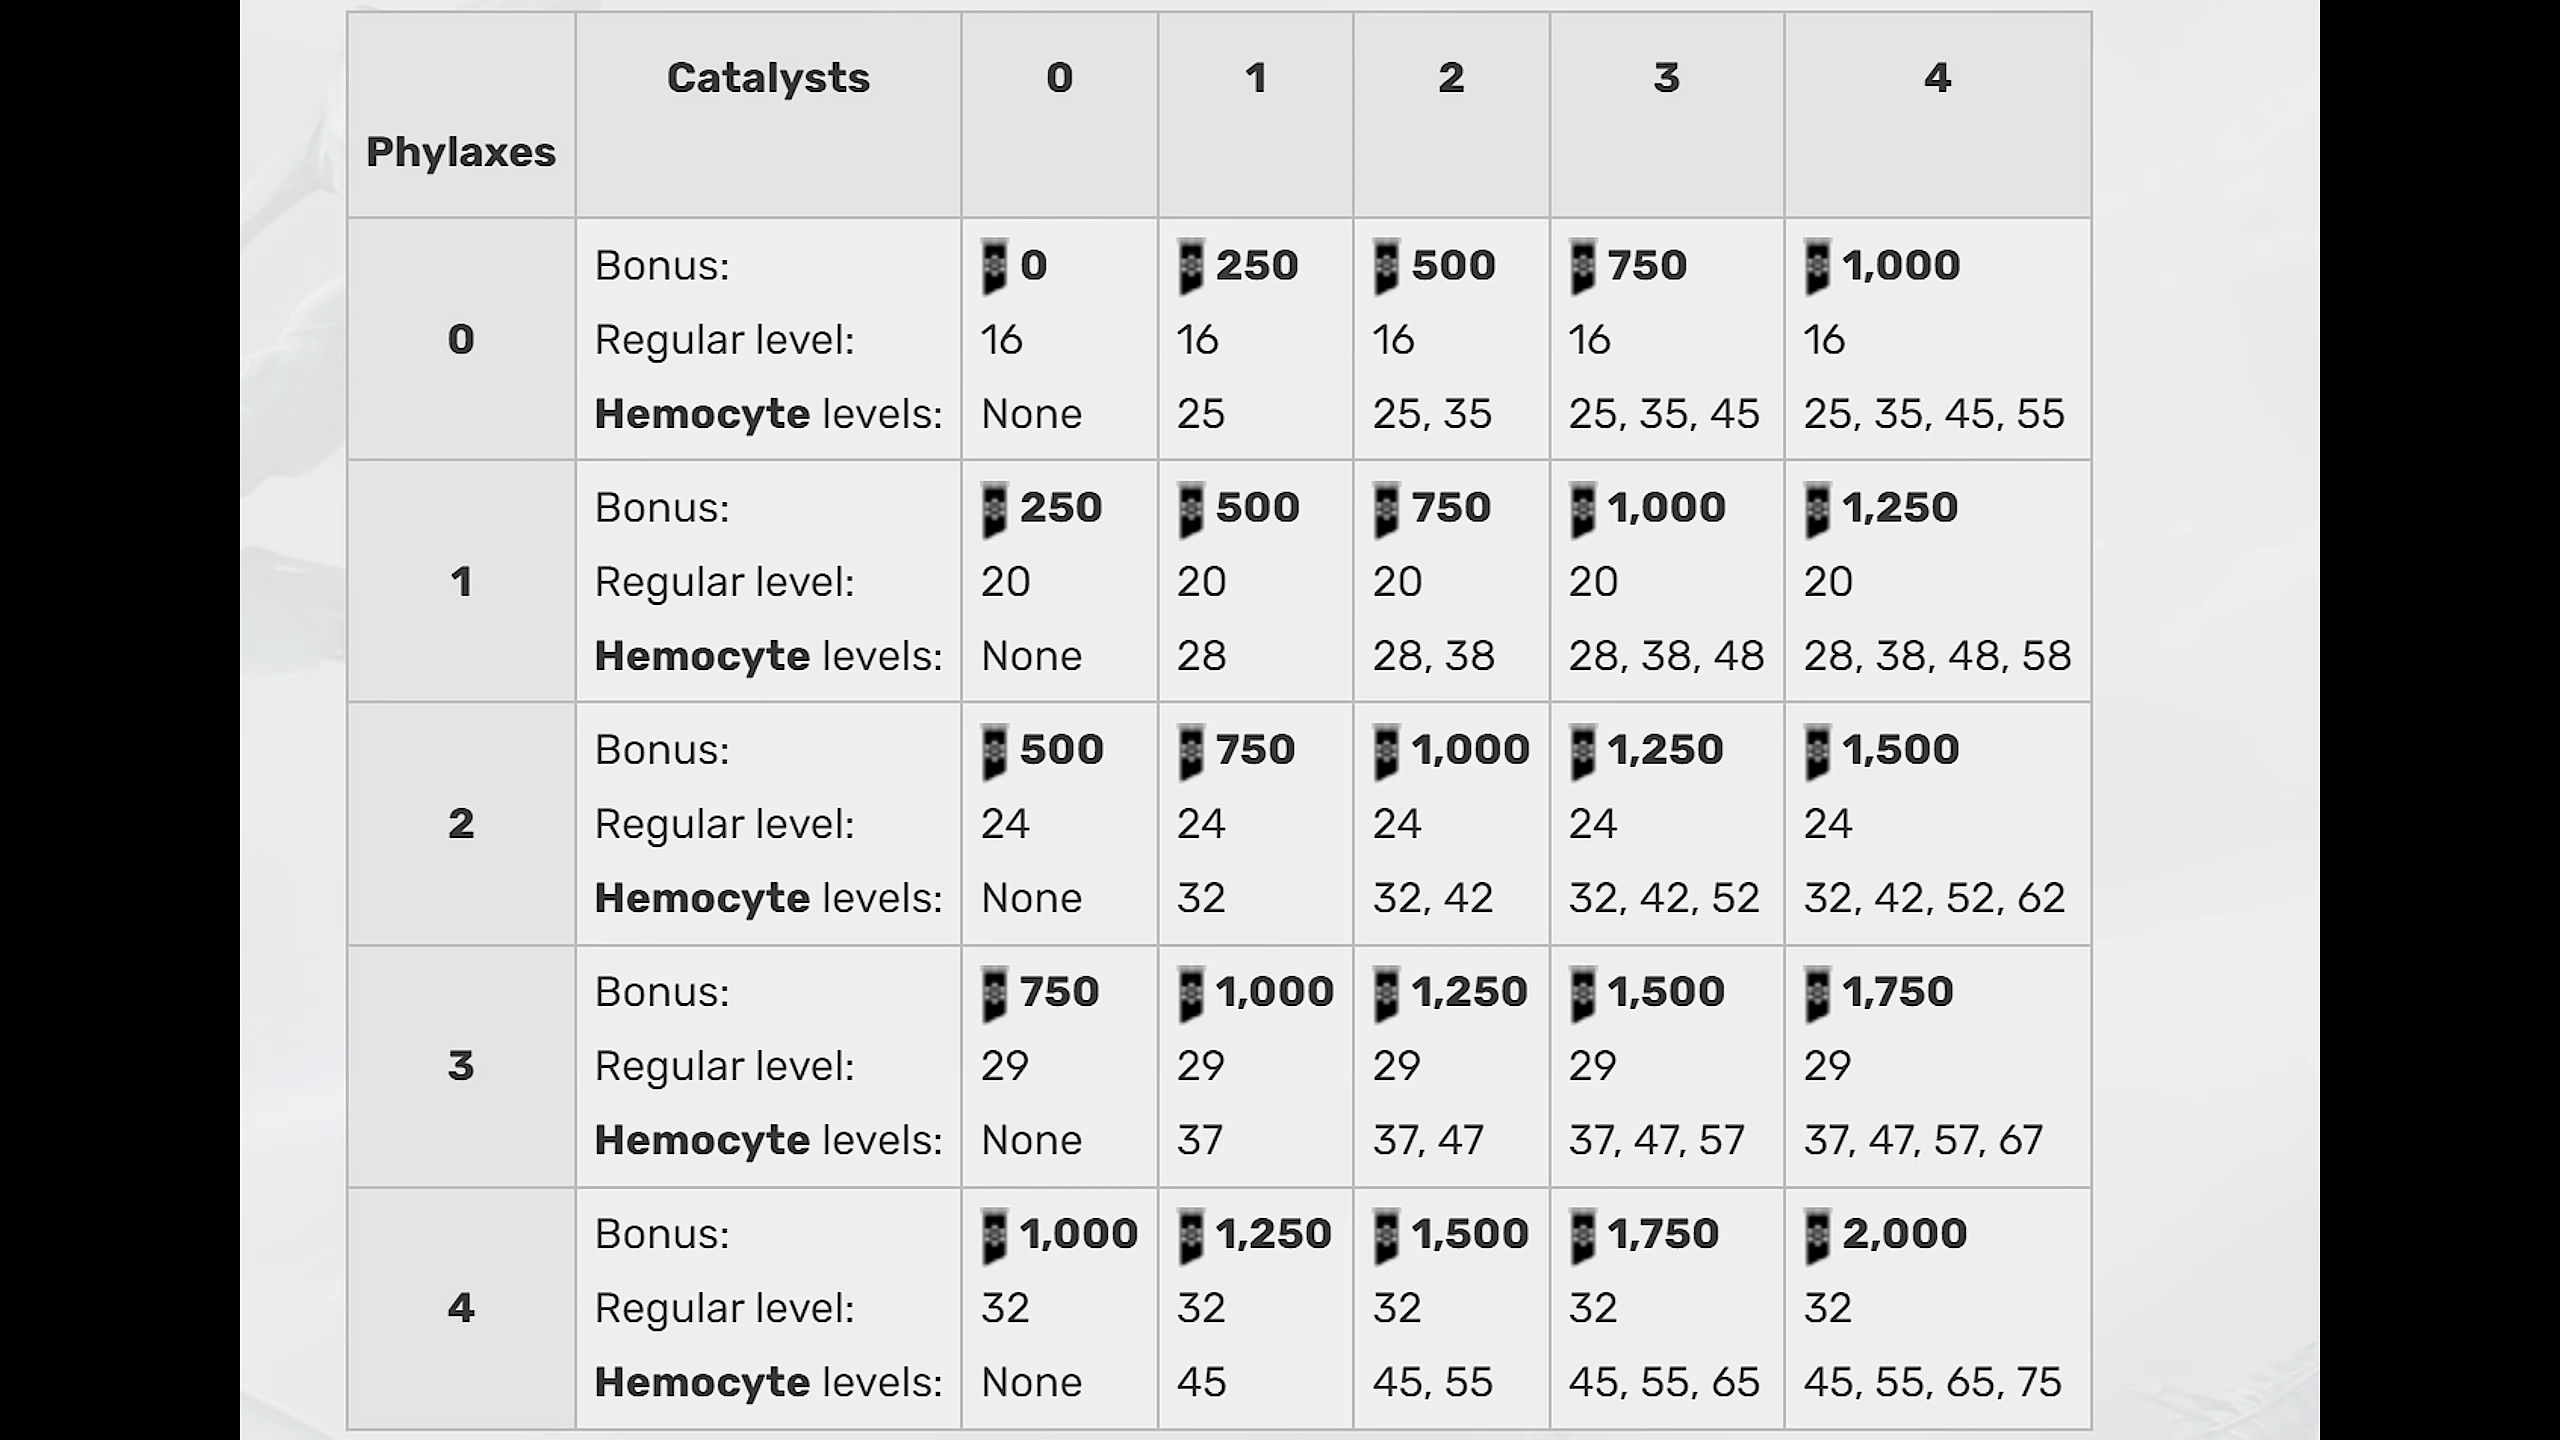 Catalysts 0 1 2 3 4
Phylaxes
Bonus: 0 250 500 750 1,000
0 Regular level: 16 16 16 16 16
Hemocyte levels: None 25 25, 35 25, 35, 45 25, 35, 45, 55
Bonus: 250 500 750 1,000 1,250
1 Regular level: 20 20 20 20 20
Hemocyte levels: None 28 28, 38 28, 38, 48 28, 38, 48, 58
Bonus: 500 750 1,000 1,250 1,500
2 Regular level: 24 24 24 24 24
Hemocyte levels: None 32 32, 42 32, 42, 52 32, 42, 52, 62
Bonus: 750 1,000 1,250 1,500 1,750
3 Regular level: 29 29 29 29 29
Hemocyte levels: None 37 37, 47 37, 47, 57 37, 47, 57, 67
Bonus: 1,000 1,250 1,500 1,750 2,000
4 Regular level: 32 32 32 32 32
Hemocyte levels: None 45 45, 55 45, 55, 65 45, 55, 65, 75